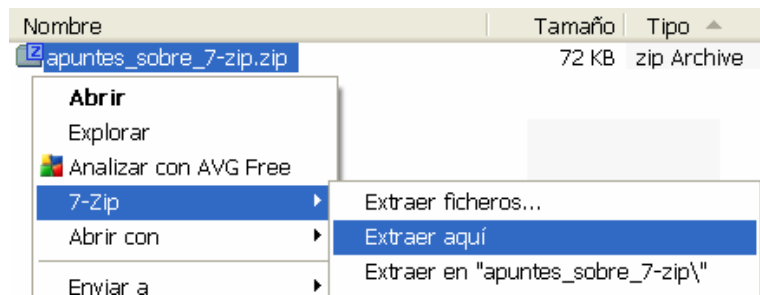 Nombre Tamaño Tipo
apuntes_sobre_7-zip.zip 72 KB zip Archive
Abrir
Explorar
Analizar con AVG Free
7-Zip Extraer ficheros...
Abrir con Extraer aquí
Enviar a Extraer en "apuntes_sobre_7-zip\"